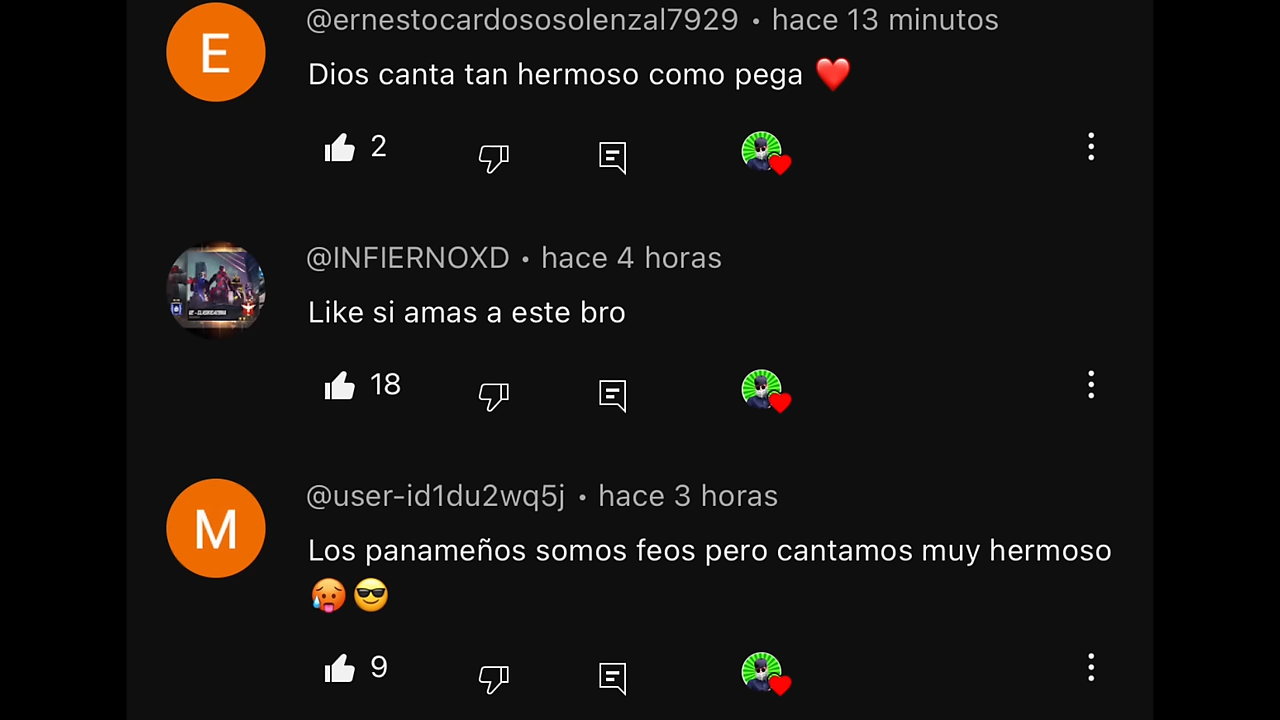 E
@ernestocardososolenzal7929 • hace 13 minutos
Dios canta tan hermoso como pega ❤️
2
@INFIERNOXD • hace 4 horas
Like si amas a este bro
18
M
@user-id1du2wq5j • hace 3 horas
Los panameños somos feos pero cantamos muy hermoso
🥵😎
9